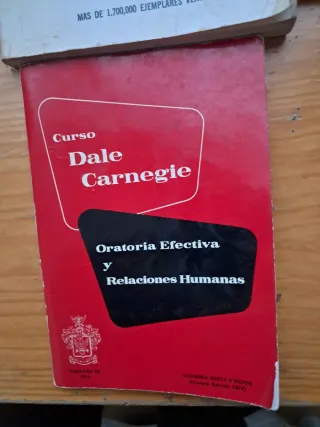 MAS DE 1.700,000 EJEMPLARES
Curso
Dale
Carnegie
Oratoria Efectiva
y
Relaciones Humanas